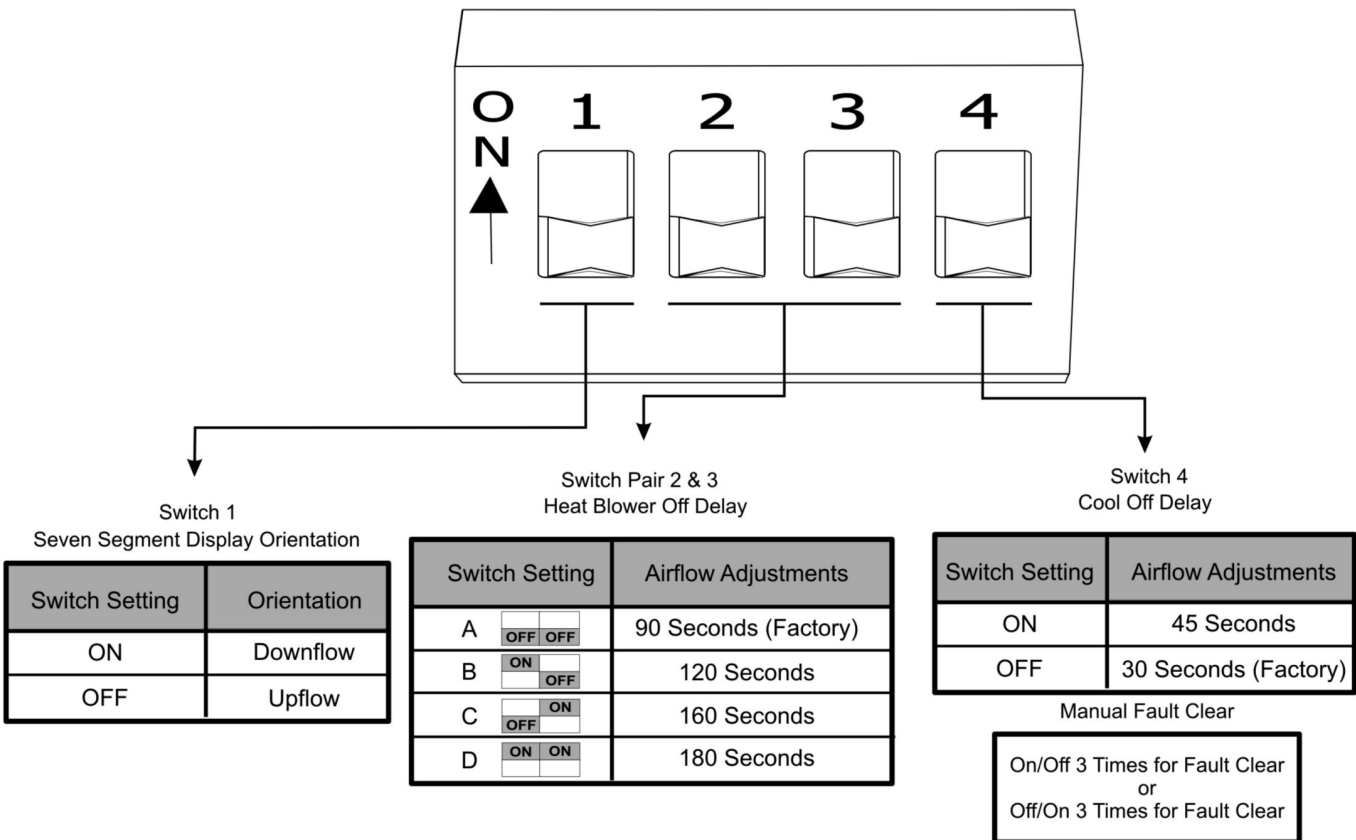 ON 1 2 3 4
Switch 1
Seven Segment Display Orientation
Switch Setting Orientation
ON Downflow
OFF Upflow
Switch Pair 2 & 3
Heat Blower Off Delay
Switch Setting Airflow Adjustments
A OFF OFF 90 Seconds (Factory)
B ON OFF 120 Seconds
C OFF ON 160 Seconds
D ON ON 180 Seconds
Switch 4
Cool Off Delay
Switch Setting Airflow Adjustments
ON 45 Seconds
OFF 30 Seconds (Factory)
Manual Fault Clear
On/Off 3 Times for Fault Clear
or
Off/On 3 Times for Fault Clear